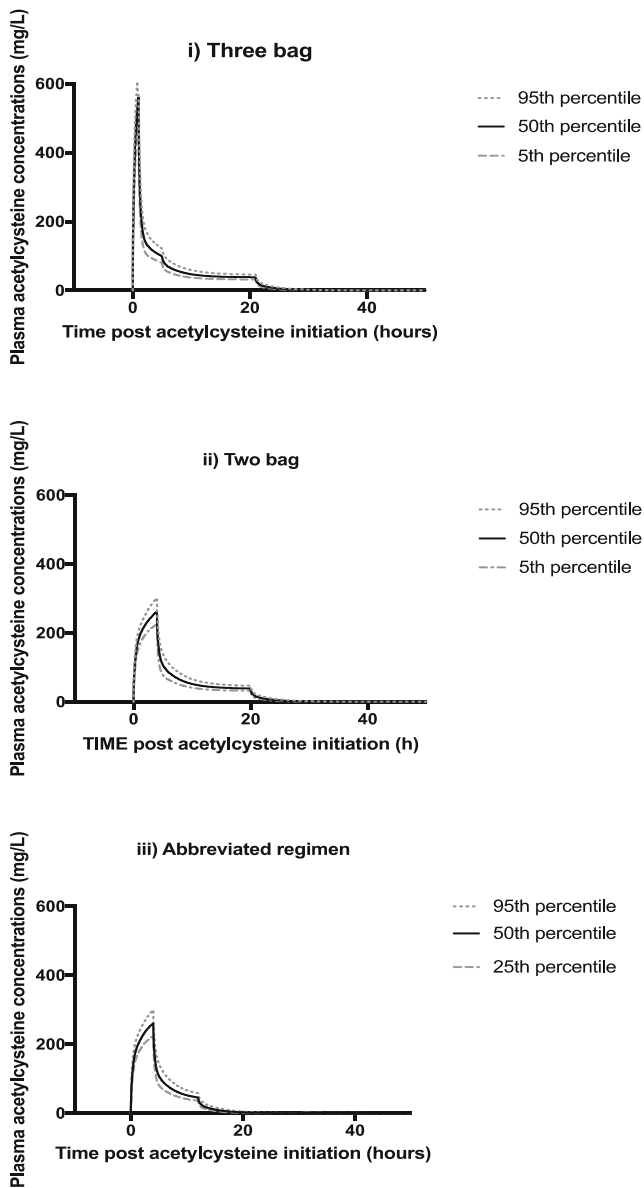 i) Three bag
Plasma acetylcysteine concentrations (mg/L)
600
400
200
0
0 20 40
Time post acetylcysteine initiation (hours)
95th percentile
50th percentile
5th percentile
ii) Two bag
Plasma acetylcysteine concentrations (mg/L)
600
400
200
0
0 20 40
TIME post acetylcysteine initiation (h)
95th percentile
50th percentile
5th percentile
iii) Abbreviated regimen
Plasma acetylcysteine concentrations (mg/L)
600
400
200
0
0 20 40
Time post acetylcysteine initiation (hours)
95th percentile
50th percentile
25th percentile